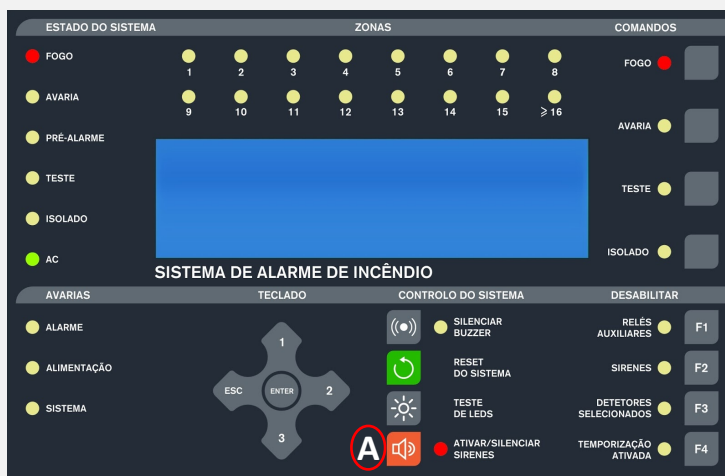 ESTADO DO SISTEMA
ZONAS
COMANDOS
FOGO
AVARIA
PRÉ-ALARME
TESTE
ISOLADO
AC
1 2 3 4 5 6 7 8
9 10 11 12 13 14 15 ⩾ 16
FOGO
AVARIA
TESTE
ISOLADO
SISTEMA DE ALARME DE INCÊNDIO
AVARIAS
TECLADO
CONTROLO DO SISTEMA
DESABILITAR
ALARME
ALIMENTAÇÃO
SISTEMA
1
ESC ENTER 2
3
SILENCIAR
BUZZER
RESET
DO SISTEMA
TESTE
DE LEDS
A
ATIVAR/SILENCIAR
SIRENES
RELÉS
AUXILIARES F1
SIRENES F2
DETETORES
SELECIONADOS F3
TEMPORIZAÇÃO
ATIVADA F4